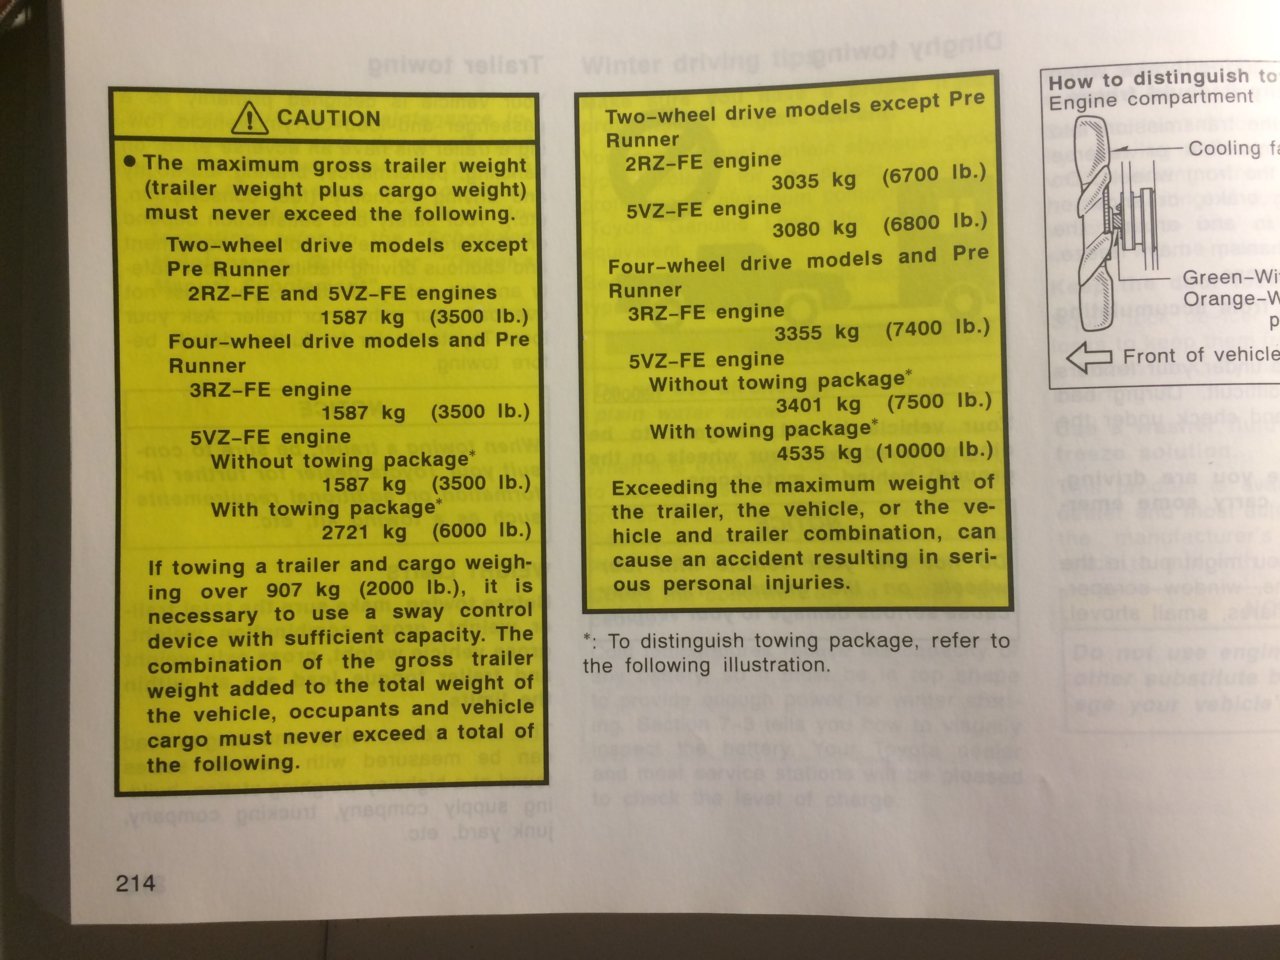 CAUTION
● The maximum gross trailer weight
(trailer weight plus cargo weight)
must never exceed the following.
Two–wheel drive models except
Pre Runner
2RZ–FE and 5VZ–FE engines
1587 kg (3500 lb.)
Four–wheel drive models and Pre
Runner
3RZ–FE engine
1587 kg (3500 lb.)
5VZ–FE engine
Without towing package*
1587 kg (3500 lb.)
With towing package*
2721 kg (6000 lb.)
If towing a trailer and cargo weigh-
ing over 907 kg (2000 lb.), it is
necessary to use a sway control
device with sufficient capacity. The
combination of the gross trailer
weight added to the total weight of
the vehicle, occupants and vehicle
cargo must never exceed a total of
the following.
Two–wheel drive models except Pre
Runner
2RZ–FE engine
3035 kg (6700 lb.)
5VZ–FE engine
3080 kg (6800 lb.)
Four–wheel drive models and Pre
Runner
3RZ–FE engine
3355 kg (7400 lb.)
5VZ–FE engine
Without towing package*
3401 kg (7500 lb.)
With towing package*
4535 kg (10000 lb.)
Exceeding the maximum weight of
the trailer, the vehicle, or the ve-
hicle and trailer combination, can
cause an accident resulting in seri-
ous personal injuries.
*: To distinguish towing package, refer to
the following illustration.
How to distinguish to
Engine compartment
Cooling
Green–
Orange–
Front of vehicle
214